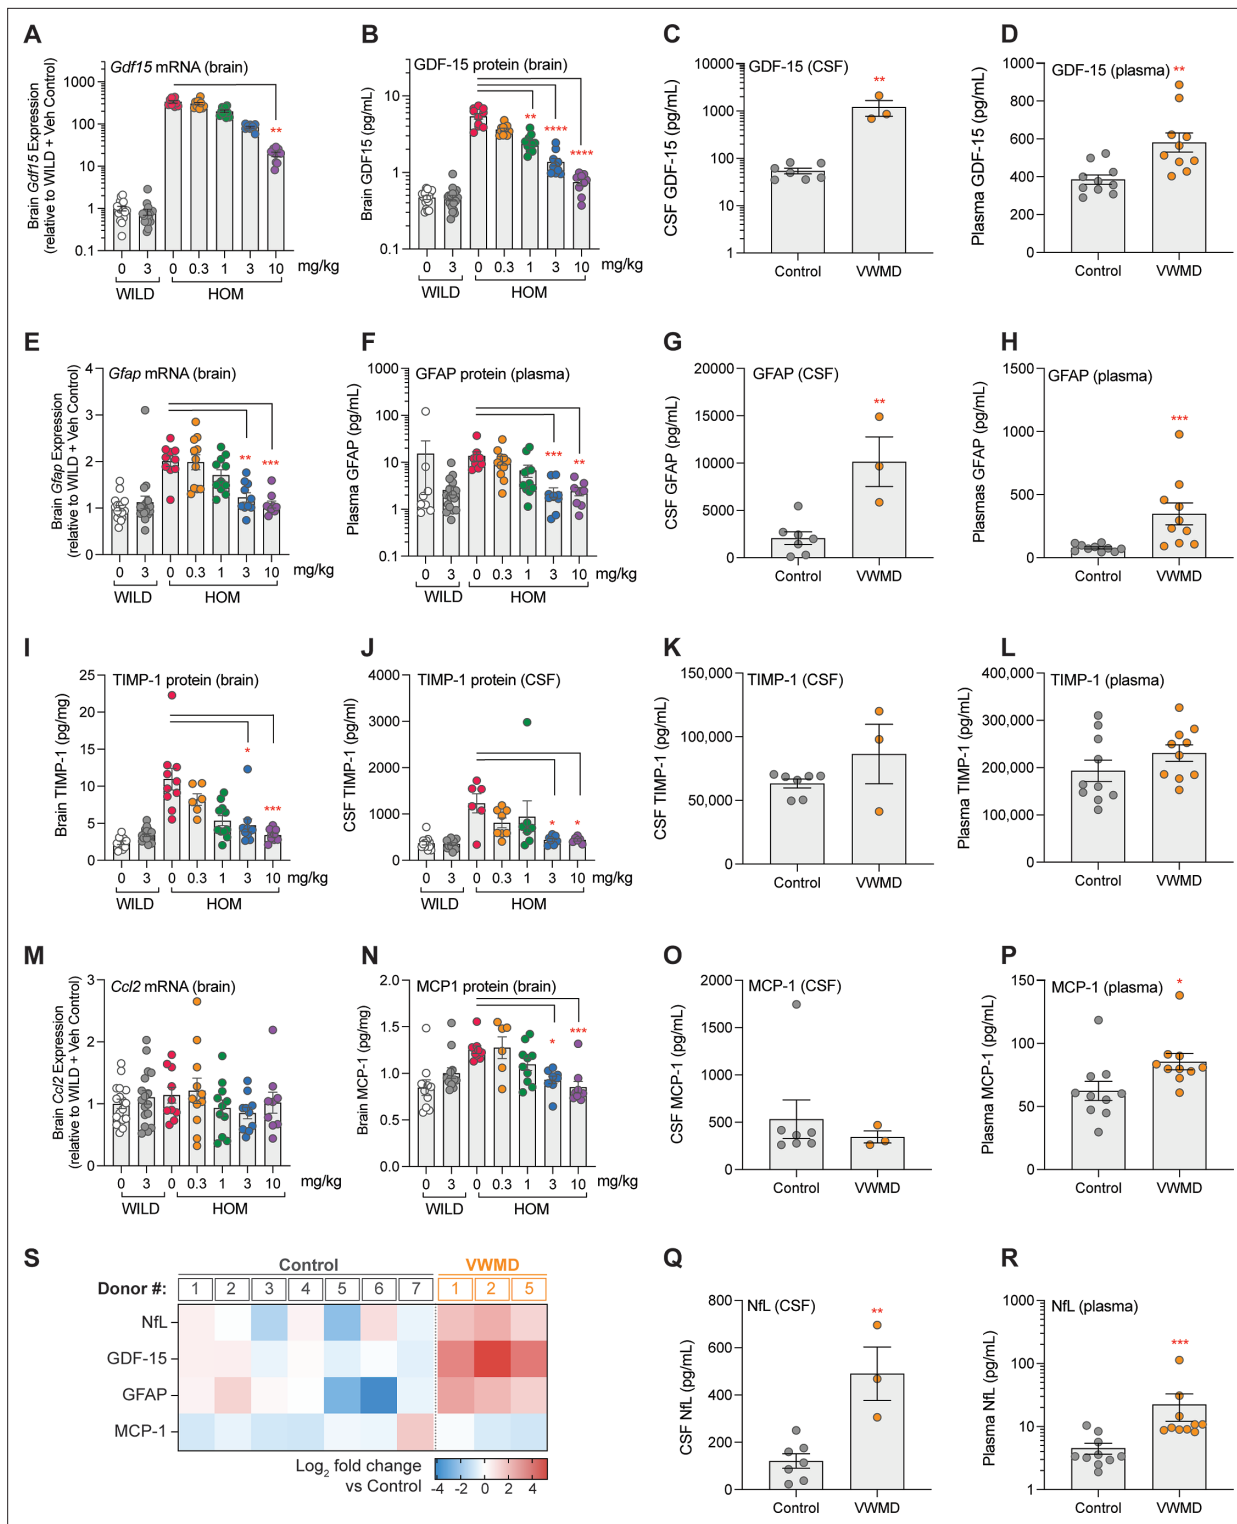 A
Gdf15 mRNA (brain)
Brain Gdf15 Expression
(relative to WILD + Veh Control)
1000
100
10
1
0.1
**
0 3 0 0.3 1 3 10 mg/kg
WILD HOM
B
GDF-15 protein (brain)
Brain GDF15 (pg/mL)
10
1
0.1
** **** ****
0 3 0 0.3 1 3 10 mg/kg
WILD HOM
C
GDF-15 (CSF)
CSF GDF-15 (pg/mL)
10000
1000
100
10
1
**
Control VWMD
D
GDF-15 (plasma)
Plasma GDF-15 (pg/mL)
1000
800
600
400
200
0
**
Control VWMD
E
Gfap mRNA (brain)
Brain Gfap Expression
(relative to WILD + Veh Control)
4
3
2
1
0
** ***
0 3 0 0.3 1 3 10 mg/kg
WILD HOM
F
GFAP protein (plasma)
Plasma GFAP (pg/mL)
1000
100
10
1
0.1
*** **
0 3 0 0.3 1 3 10 mg/kg
WILD HOM
G
GFAP (CSF)
CSF GFAP (pg/mL)
20000
15000
10000
5000
0
**
Control VWMD
H
GFAP (plasma)
Plasmas GFAP (pg/mL)
1500
1000
500
0
***
Control VWMD
I
TIMP-1 protein (brain)
Brain TIMP-1 (pg/mg)
25
20
15
10
5
0
* ***
0 3 0 0.3 1 3 10 mg/kg
WILD HOM
J
TIMP-1 protein (CSF)
CSF TIMP-1 (pg/ml)
4000
3000
2000
1000
0
* *
0 3 0 0.3 1 3 10 mg/kg
WILD HOM
K
TIMP-1 (CSF)
CSF TIMP-1 (pg/mL)
150,000
100,000
50,000
0
Control VWMD
L
TIMP-1 (plasma)
Plasma TIMP-1 (pg/mL)
400,000
300,000
200,000
100,000
0
Control VWMD
M
Ccl2 mRNA (brain)
Brain Ccl2 Expression
(relative to WILD + Veh Control)
3
2
1
0
0 3 0 0.3 1 3 10 mg/kg
WILD HOM
N
MCP1 protein (brain)
Brain MCP-1 (pg/mg)
2.0
1.5
1.0
0.5
0.0
* ***
0 3 0 0.3 1 3 10 mg/kg
WILD HOM
O
MCP-1 (CSF)
CSF MCP-1 (pg/mL)
2000
1500
1000
500
0
Control VWMD
P
MCP-1 (plasma)
Plasma MCP-1 (pg/mL)
150
100
50
0
*
Control VWMD
S
Control VWMD
Donor #: 1 2 3 4 5 6 7 1 2 5
NfL
GDF-15
GFAP
MCP-1
Log2 fold change
vs Control
-4 -2 0 2 4
Q
NfL (CSF)
CSF NfL (pg/mL)
800
600
400
200
0
**
Control VWMD
R
NfL (plasma)
Plasma NfL (pg/mL)
1000
100
10
1
***
Control VWMD